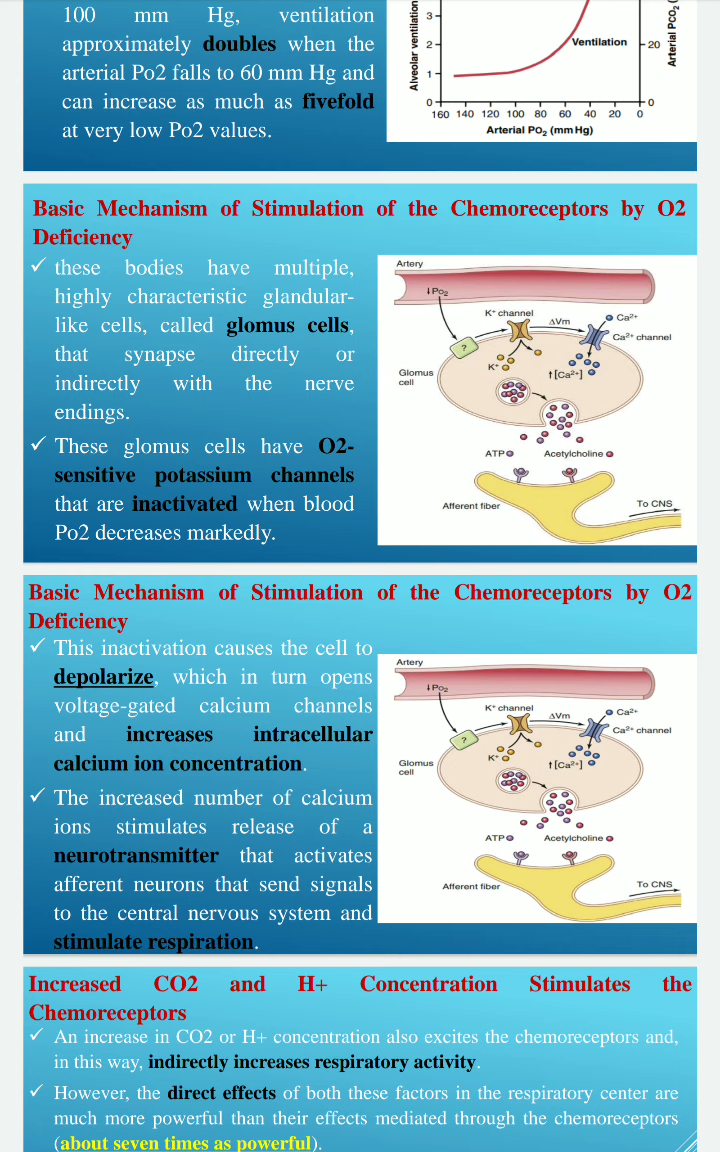 100 mm Hg, ventilation
approximately doubles when the
arterial Po2 falls to 60 mm Hg and
can increase as much as fivefold
at very low Po2 values.
Alveolar ventilation
3
2
1
0
Ventilation
20
0
Arterial PCO2 (
160 140 120 100 80 60 40 20 0
Arterial PO2 (mm Hg)
Basic Mechanism of Stimulation of the Chemoreceptors by O2
Deficiency
✓ these bodies have multiple,
highly characteristic glandular-
like cells, called glomus cells,
that synapse directly or
indirectly with the nerve
endings.
✓ These glomus cells have O2-
sensitive potassium channels
that are inactivated when blood
Po2 decreases markedly.
Artery
↓PO2
K+ channel
ΔVm
Ca2+
Ca2+ channel
?
K+
↑[Ca2+]
Glomus
cell
ATP
Acetylcholine
Afferent fiber
To CNS
Basic Mechanism of Stimulation of the Chemoreceptors by O2
Deficiency
✓ This inactivation causes the cell to
depolarize, which in turn opens
voltage-gated calcium channels
and increases intracellular
calcium ion concentration.
✓ The increased number of calcium
ions stimulates release of a
neurotransmitter that activates
afferent neurons that send signals
to the central nervous system and
stimulate respiration.
Artery
↓PO2
K+ channel
ΔVm
Ca2+
Ca2+ channel
?
K+
↑[Ca2+]
Glomus
cell
ATP
Acetylcholine
Afferent fiber
To CNS
Increased CO2 and H+ Concentration Stimulates the
Chemoreceptors
✓ An increase in CO2 or H+ concentration also excites the chemoreceptors and,
in this way, indirectly increases respiratory activity.
✓ However, the direct effects of both these factors in the respiratory center are
much more powerful than their effects mediated through the chemoreceptors
(about seven times as powerful).